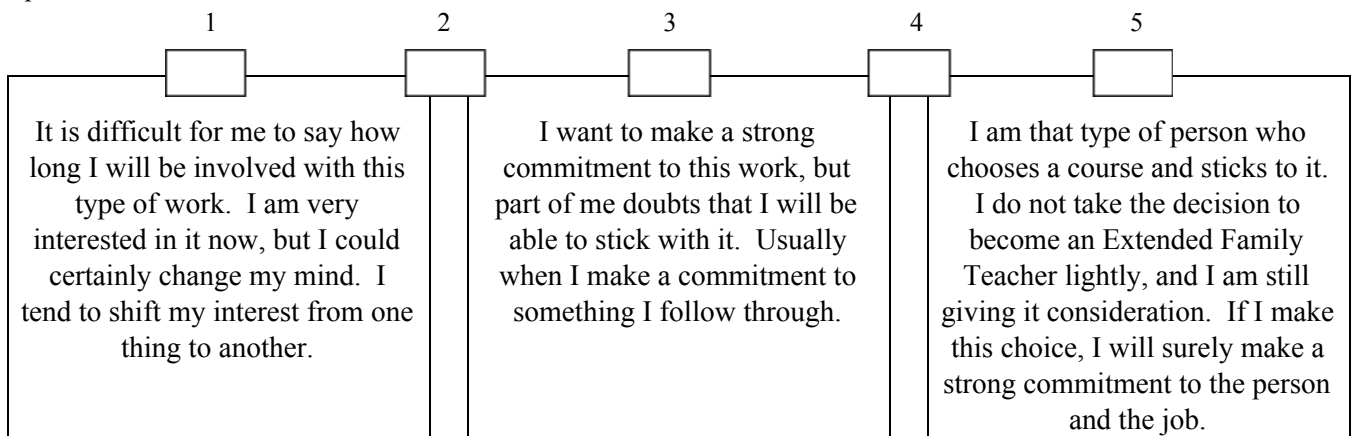 1 2 3 4 5
It is difficult for me to say how
long I will be involved with this
type of work. I am very
interested in it now, but I could
certainly change my mind. I
tend to shift my interest from one
thing to another.
I want to make a strong
commitment to this work, but
part of me doubts that I will be
able to stick with it. Usually
when I make a commitment to
something I follow through.
I am that type of person who
chooses a course and sticks to it.
I do not take the decision to
become an Extended Family
Teacher lightly, and I am still
giving it consideration. If I make
this choice, I will surely make a
strong commitment to the person
and the job.